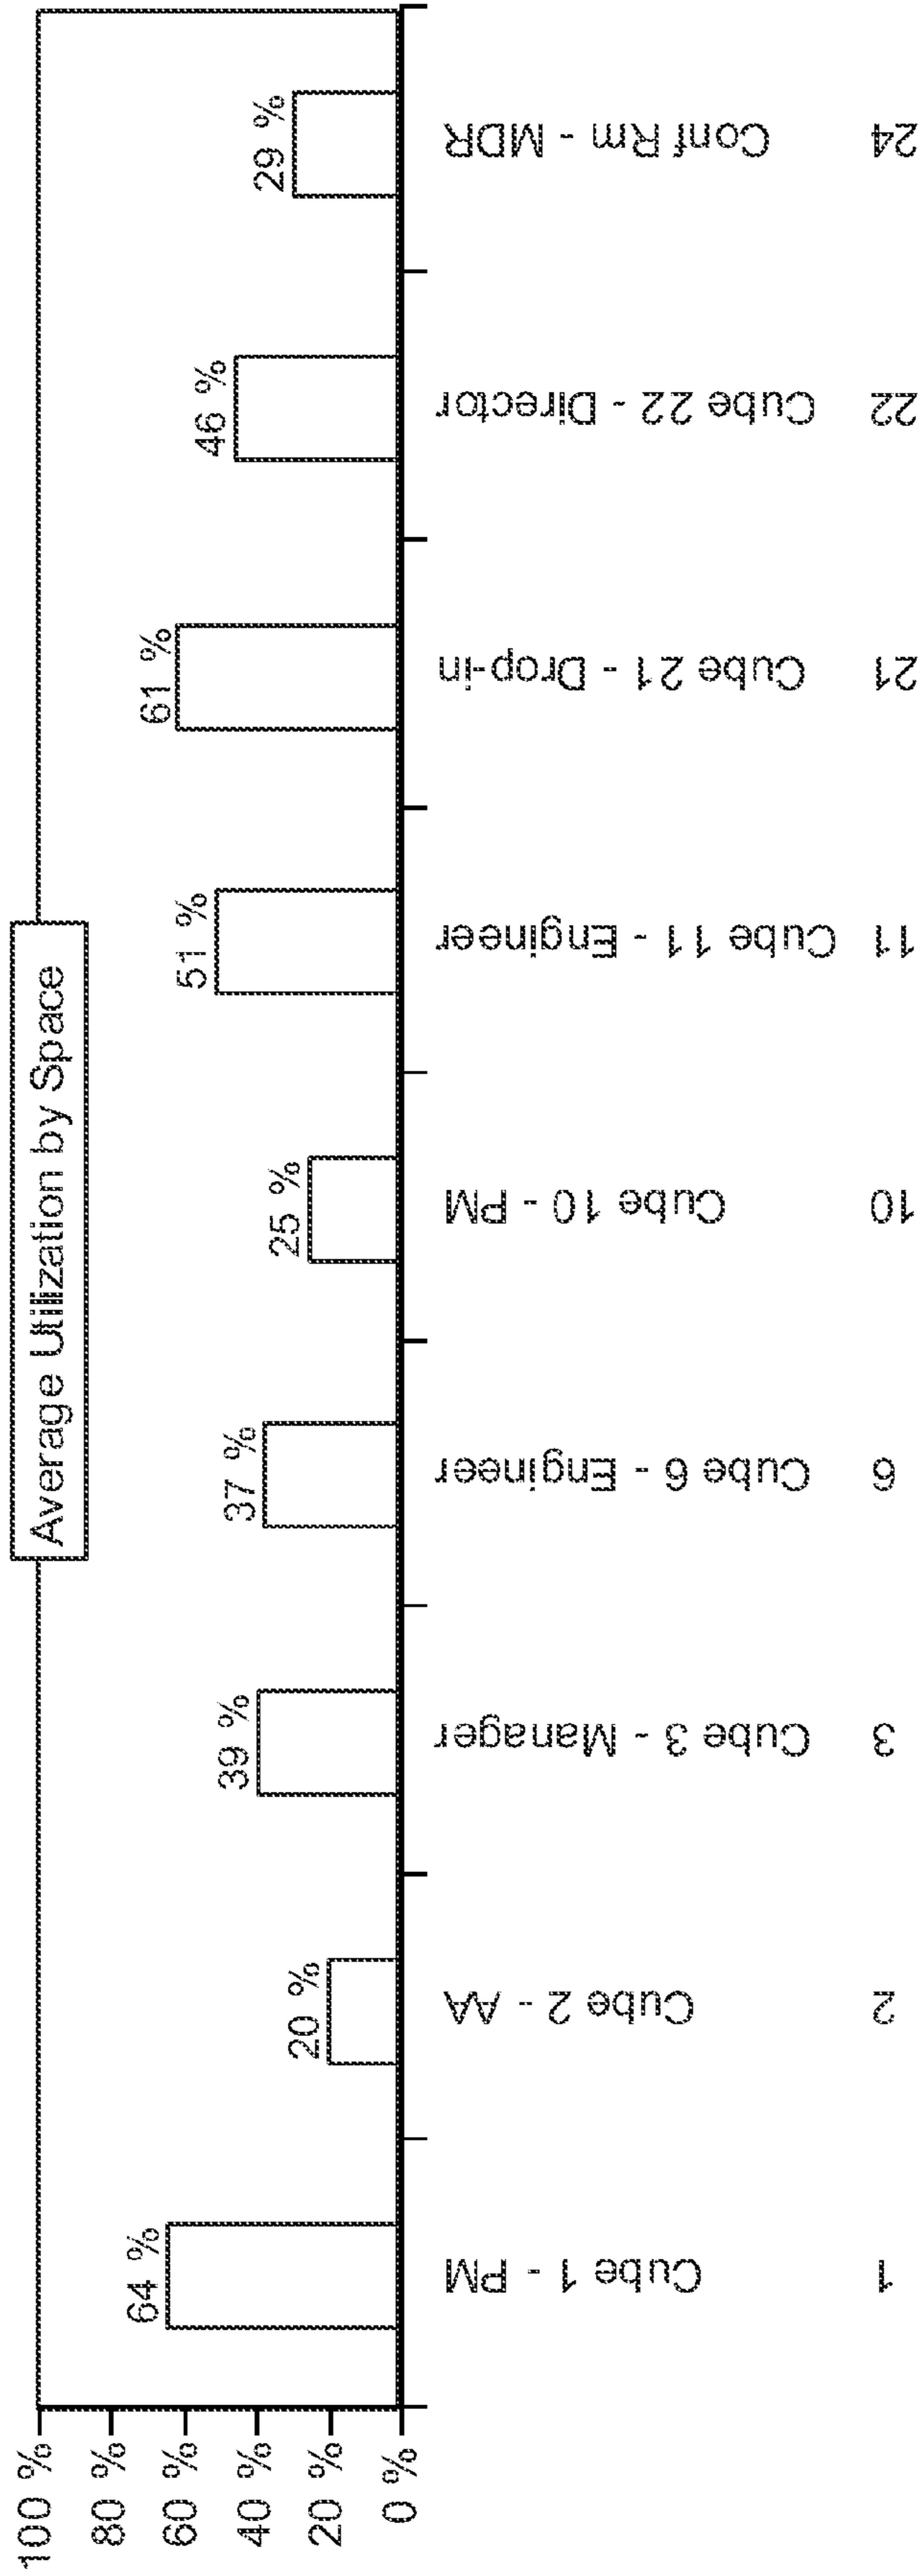 Average Utilization by Space
100 %
80 %
60 %
40 %
20 %
0 %
64 %
20 %
39 %
37 %
25 %
51 %
61 %
46 %
29 %
Cube 1 - PM
Cube 2 - AA
Cube 3 - Manager
Cube 6 - Engineer
Cube 10 - PM
Cube 11 - Engineer
Cube 21 - Drop-in
Cube 22 - Director
Conf Rm - MDR
1
2
3
6
10
11
21
22
24